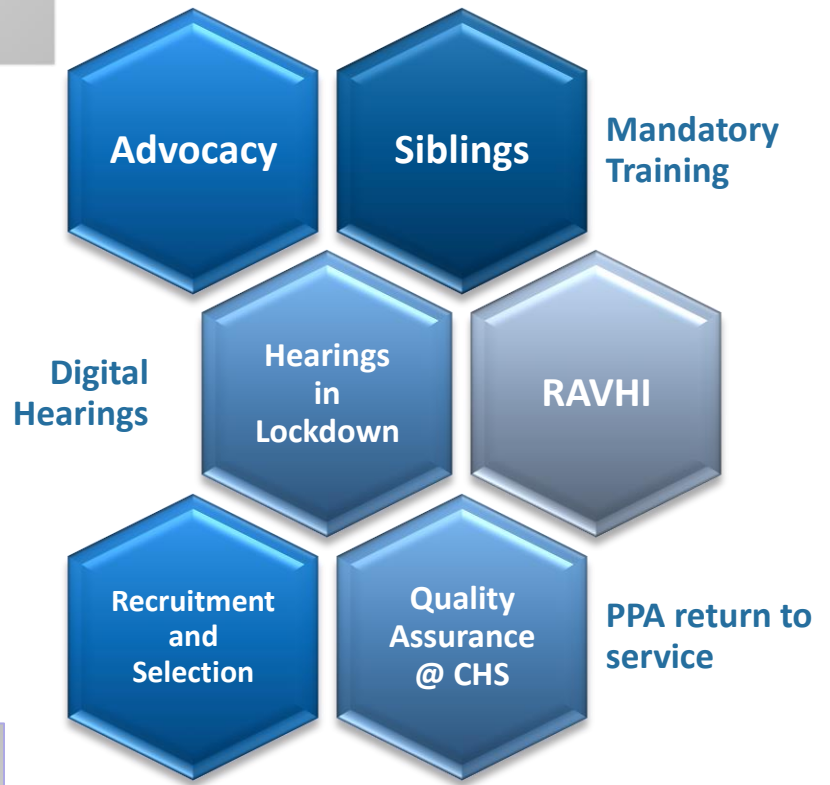 Advocacy
Siblings
Mandatory
Training
Digital
Hearings
Hearings
in
Lockdown
RAVHI
Recruitment
and
Selection
Quality
Assurance
@ CHS
PPA return to
service